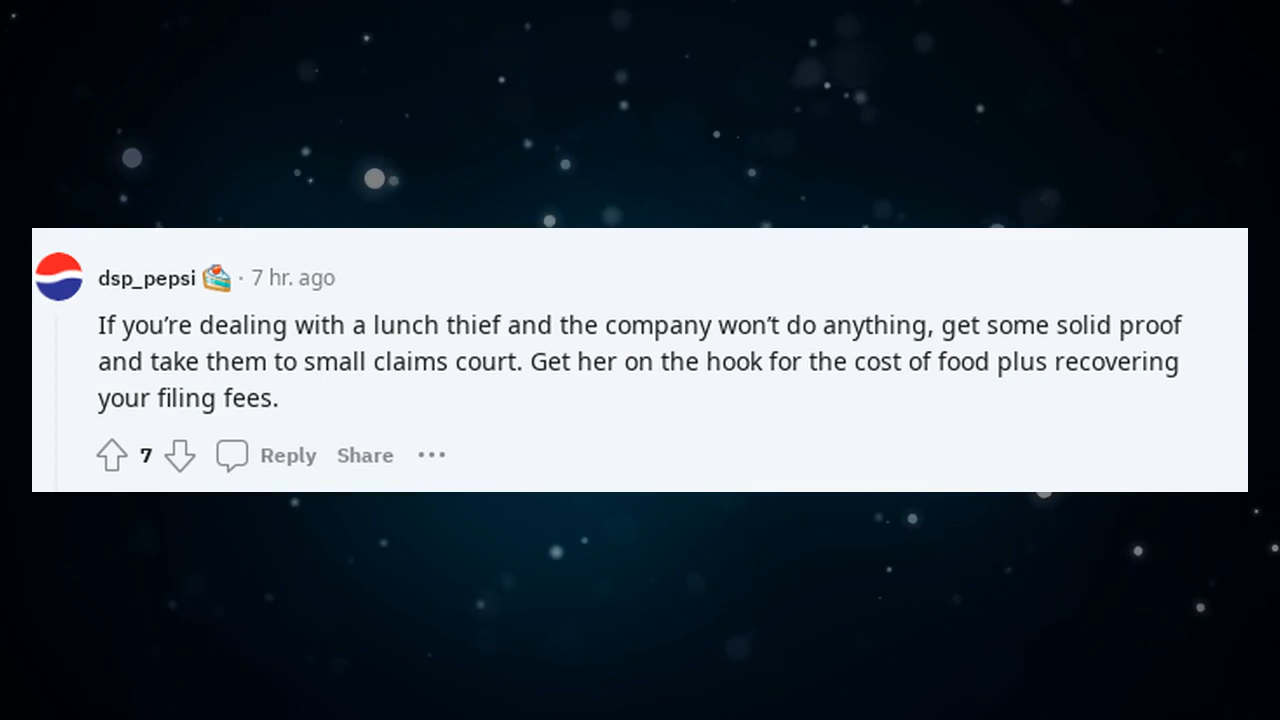 dsp_pepsi 🍰 · 7 hr. ago
If you’re dealing with a lunch thief and the company won’t do anything, get some solid proof
and take them to small claims court. Get her on the hook for the cost of food plus recovering
your filing fees.
7 Reply Share ···